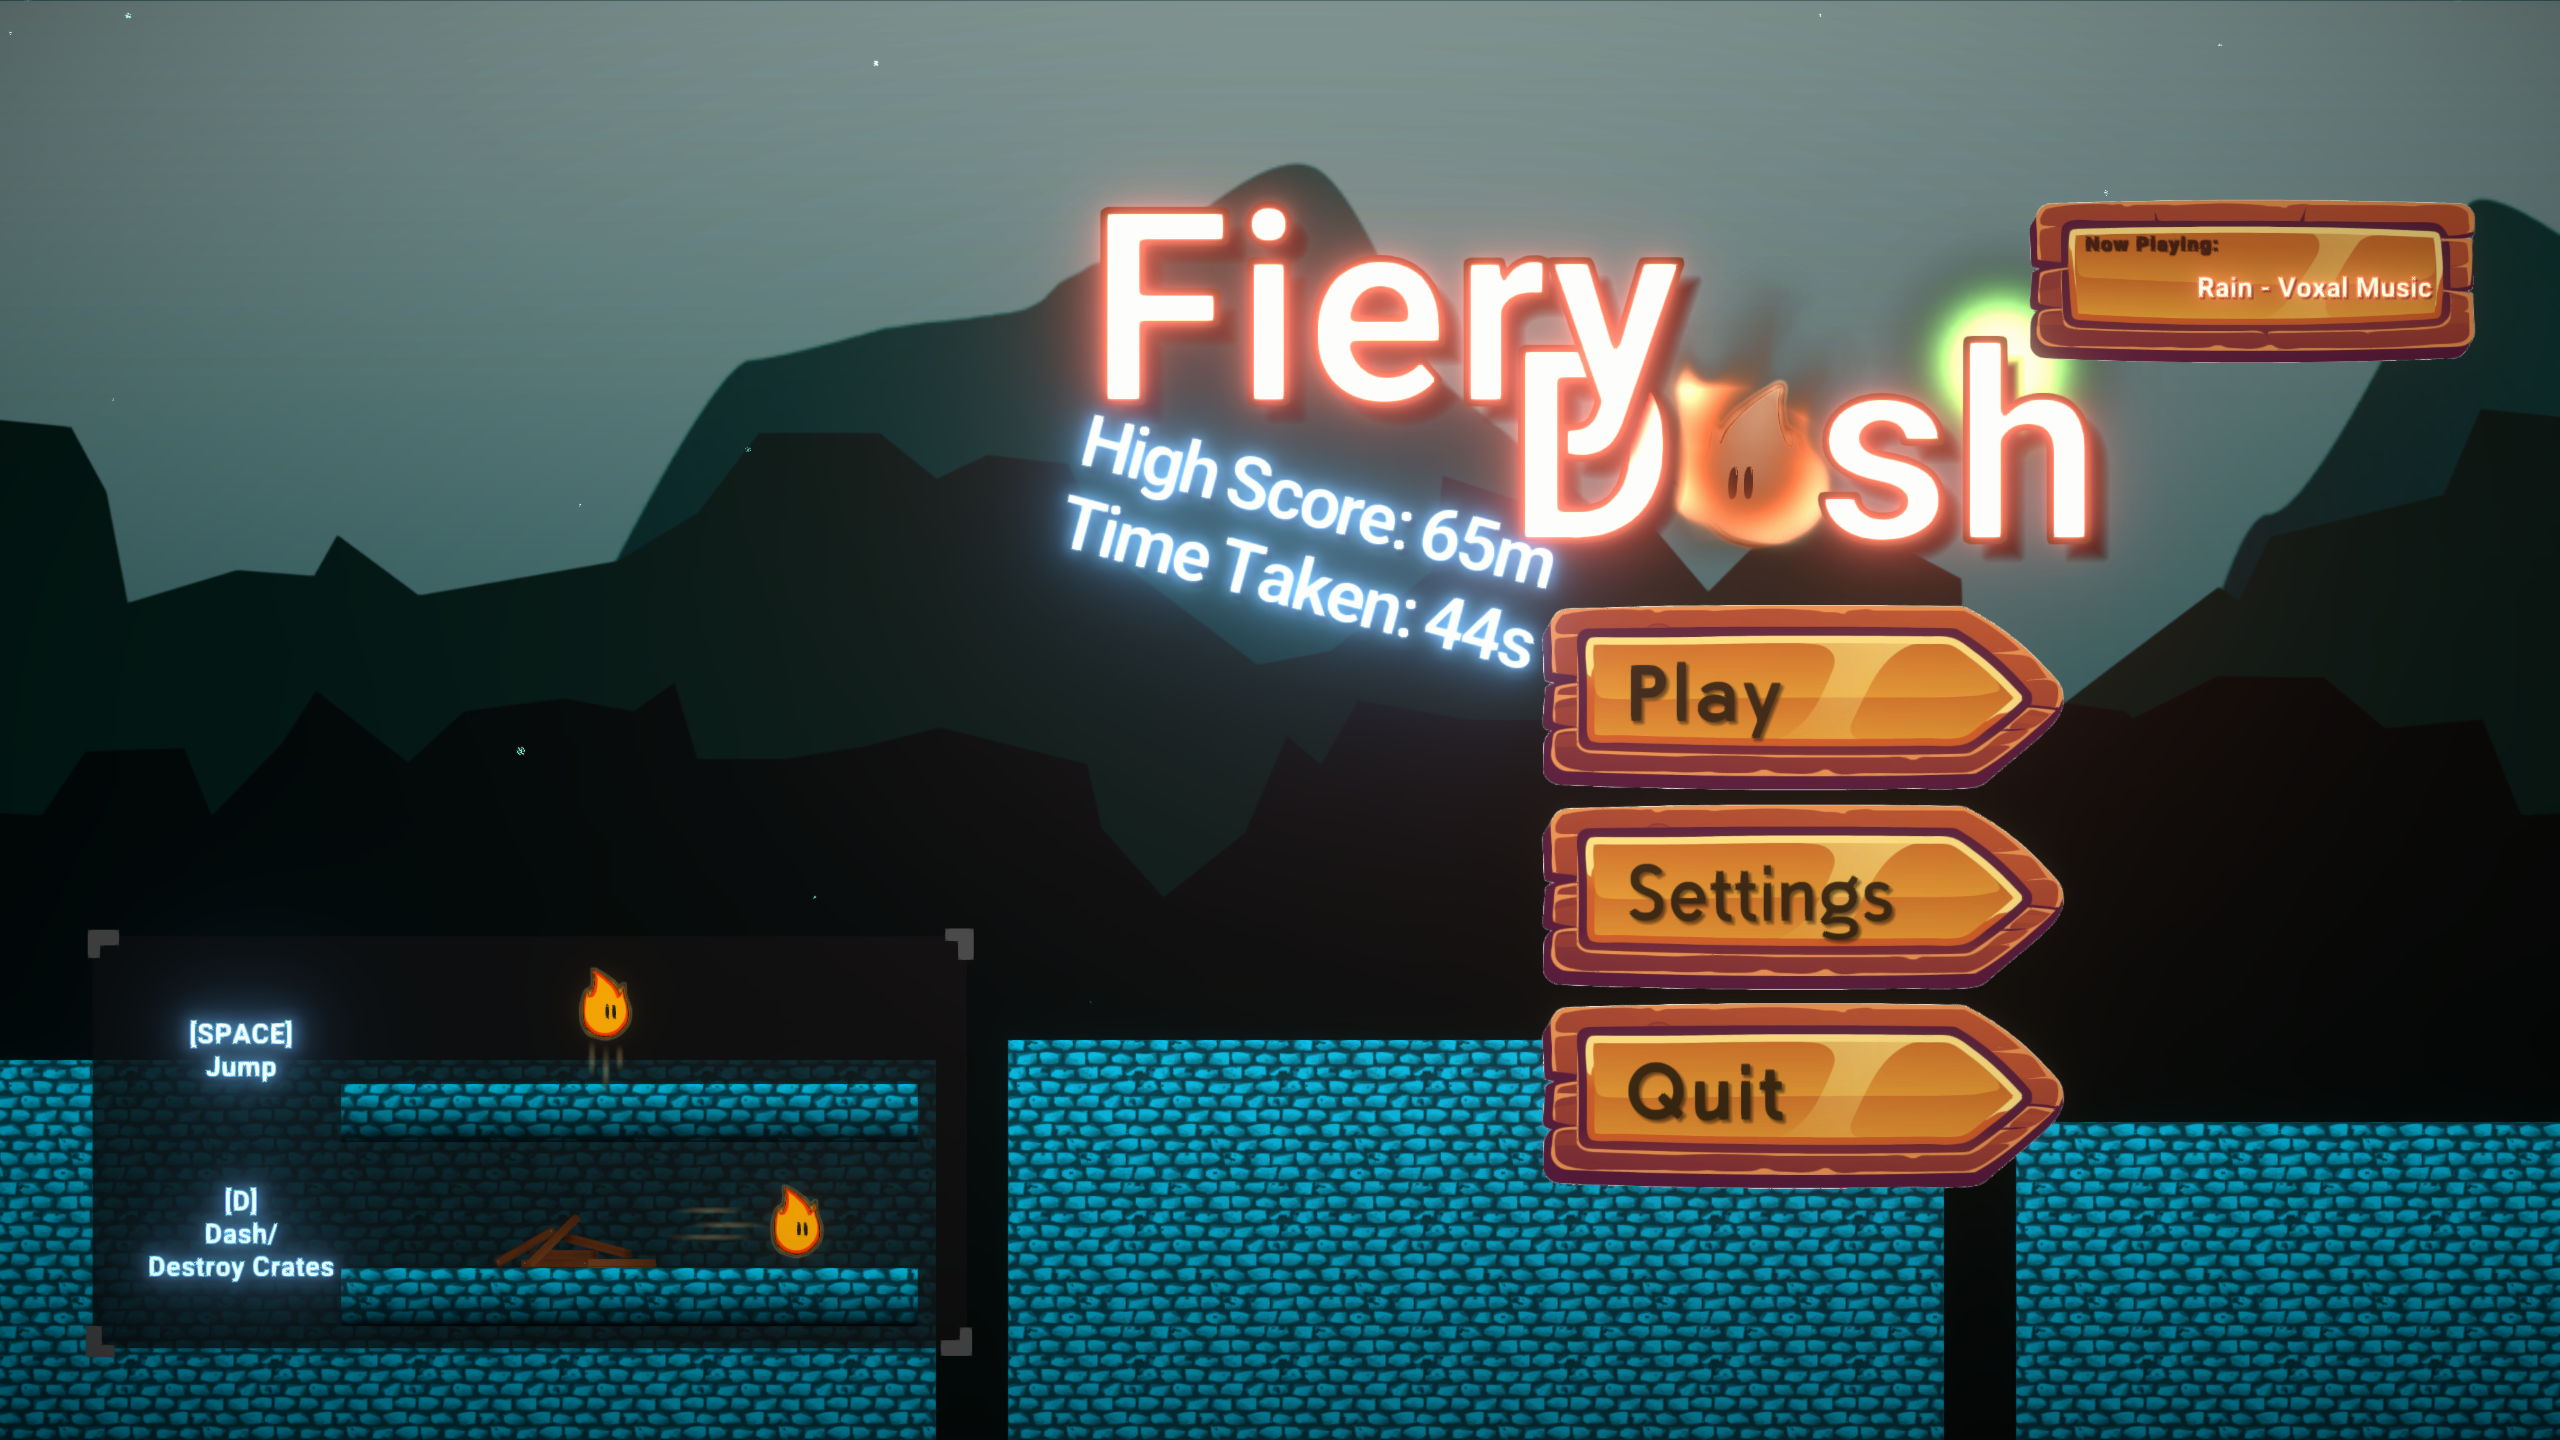 Fiery
Dash
High Score: 65m
Time Taken: 44s
Now Playing:
Rain - Voxal Music
Play
Settings
Quit
[SPACE]
Jump
[D]
Dash/
Destroy Crates